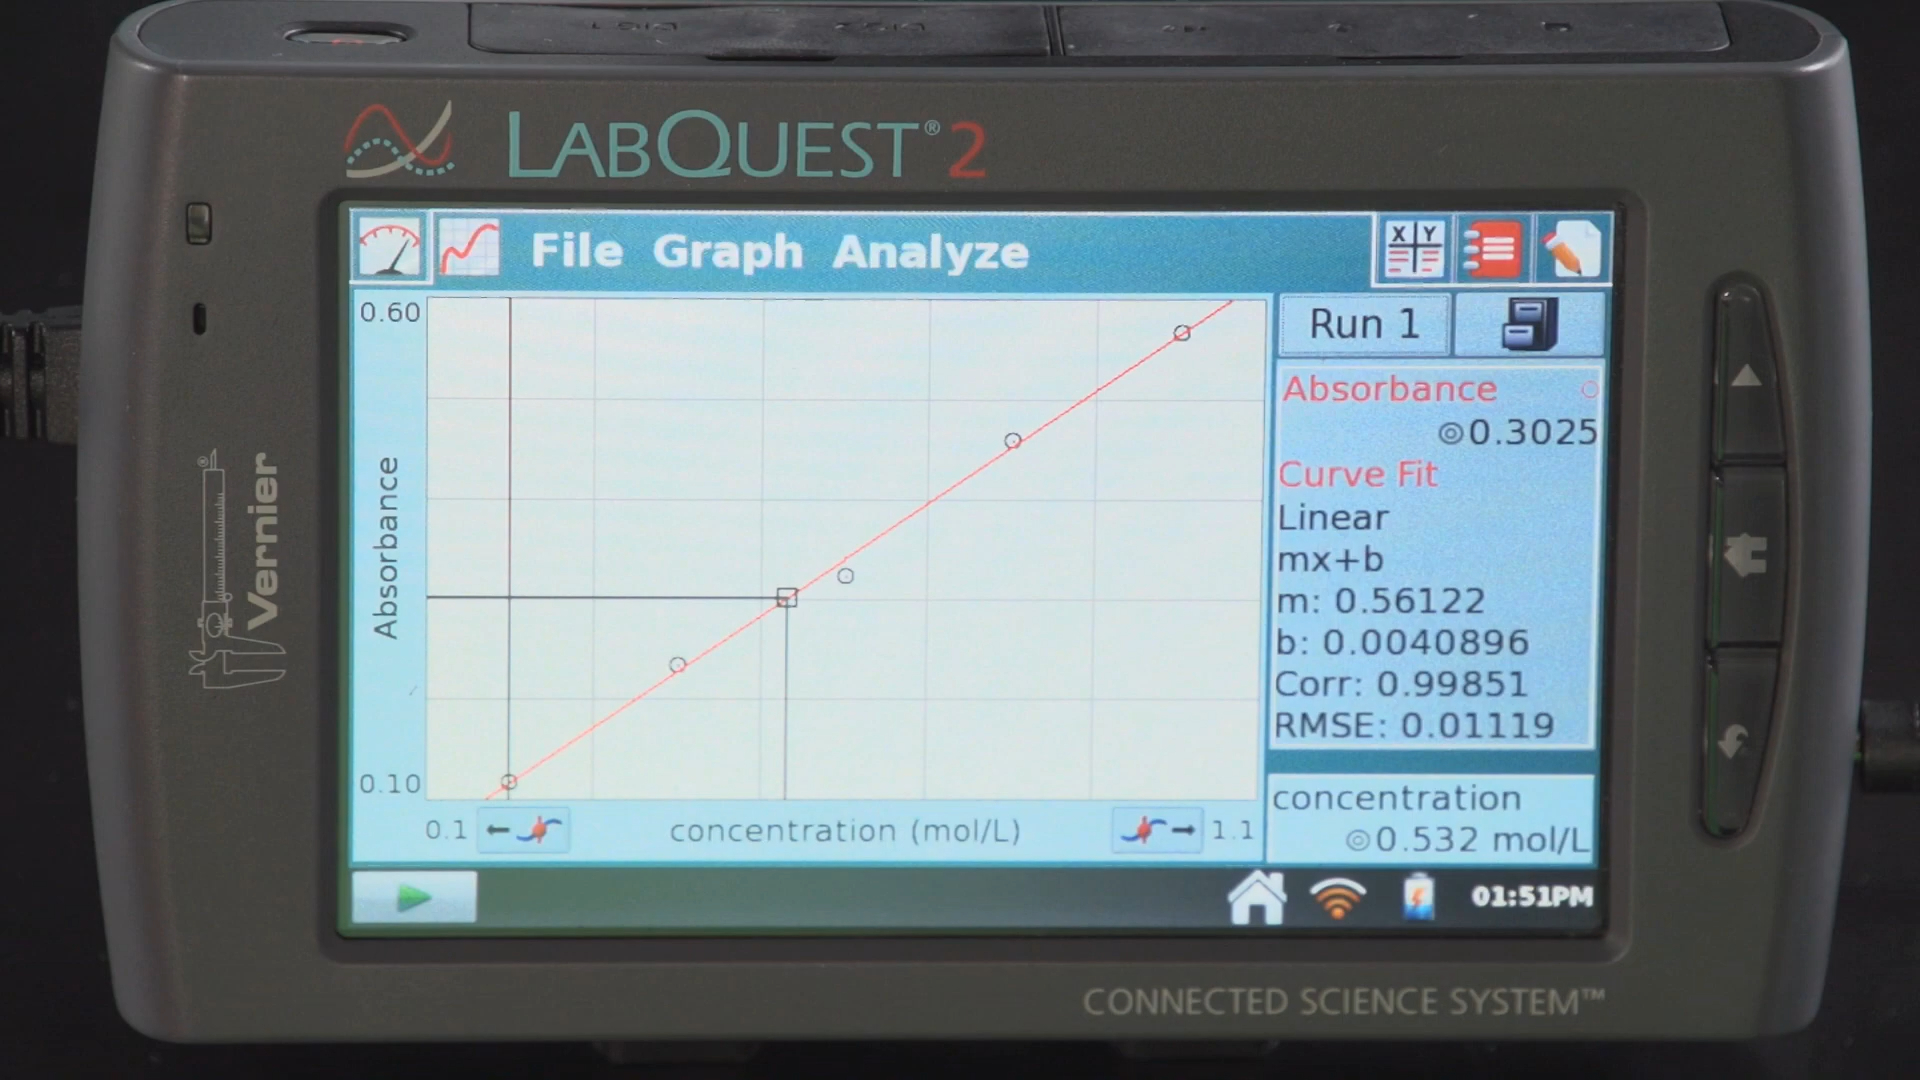 LABQUEST® 2
File Graph Analyze
X Y
0.60
Run 1
Absorbance
0.3025
Curve Fit
Linear
mx+b
m: 0.56122
b: 0.0040896
Corr: 0.99851
RMSE: 0.01119
Absorbance
0.10
0.1 concentration (mol/L) 1.1
concentration
0.532 mol/L
01:51PM
Vernier
CONNECTED SCIENCE SYSTEM™